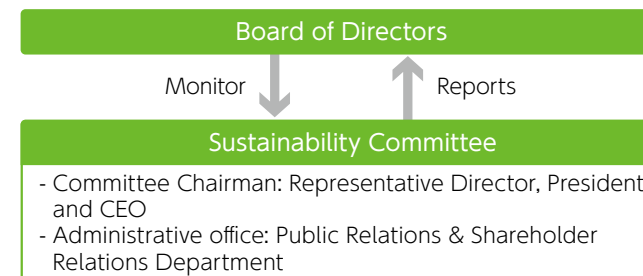 Board of Directors
Monitor
Reports
Sustainability Committee
- Committee Chairman: Representative Director, President
and CEO
- Administrative office: Public Relations & Shareholder
Relations Department